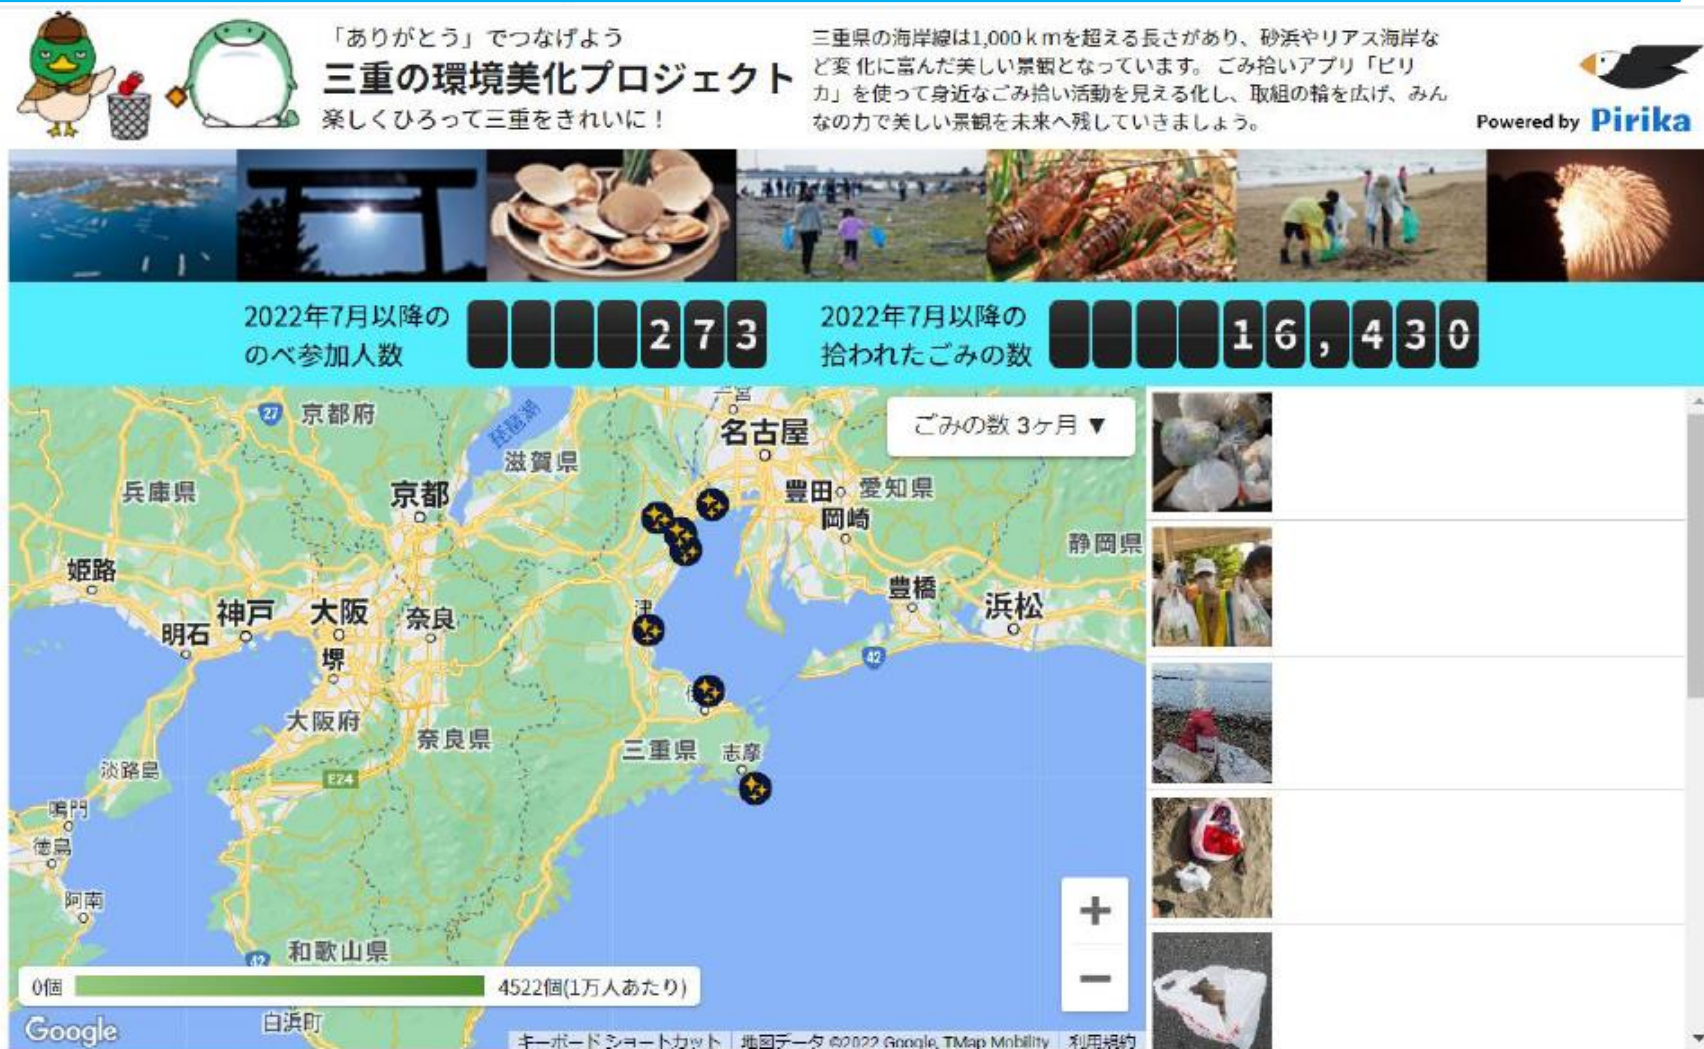 「ありがとう」でつなげよう
三重の環境美化プロジェクト
楽しくひろって三重をきれいに！
三重県の海岸線は1,000ｋｍを超える長さがあり、砂浜やリアス海岸な
ど変 化に富んだ美しい景観となっています。 ごみ拾いアプリ「ピリ
カ」を使って身近なごみ拾い活動を見える化し、取組の輪を広げ、みん
なの力で美しい景観を未来へ残していきましょう。
Powered by Pirika
2022年7月以降の
のべ参加人数
273
2022年7月以降の
拾われたごみの数
16,430
ごみの数 3ヶ月 ▼
27
京都府
琵琶湖
一宮
名古屋
滋賀県
兵庫県
京都
豊田
愛知県
岡崎
静岡県
姫路
豊橋
浜松
神戸
大阪
奈良
津
明石
堺
42
大阪府
奈良県
三重県
志摩
淡路島
E24
鳴門
徳島
阿南
和歌山県
42
0個
4522個(1万人あたり)
白浜町
Google
キーボード ショートカット
地図データ ©2022 Google, TMap Mobility
利用規約
+
−